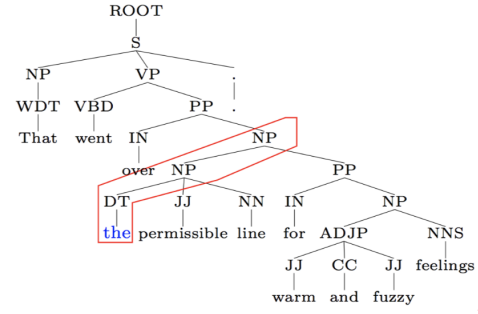 ROOT
S
NP VP .
WDT VBD PP .
That went IN NP
over NP PP
DT JJ NN IN NP
the permissible line for ADJP NNS
JJ CC JJ feelings
warm and fuzzy